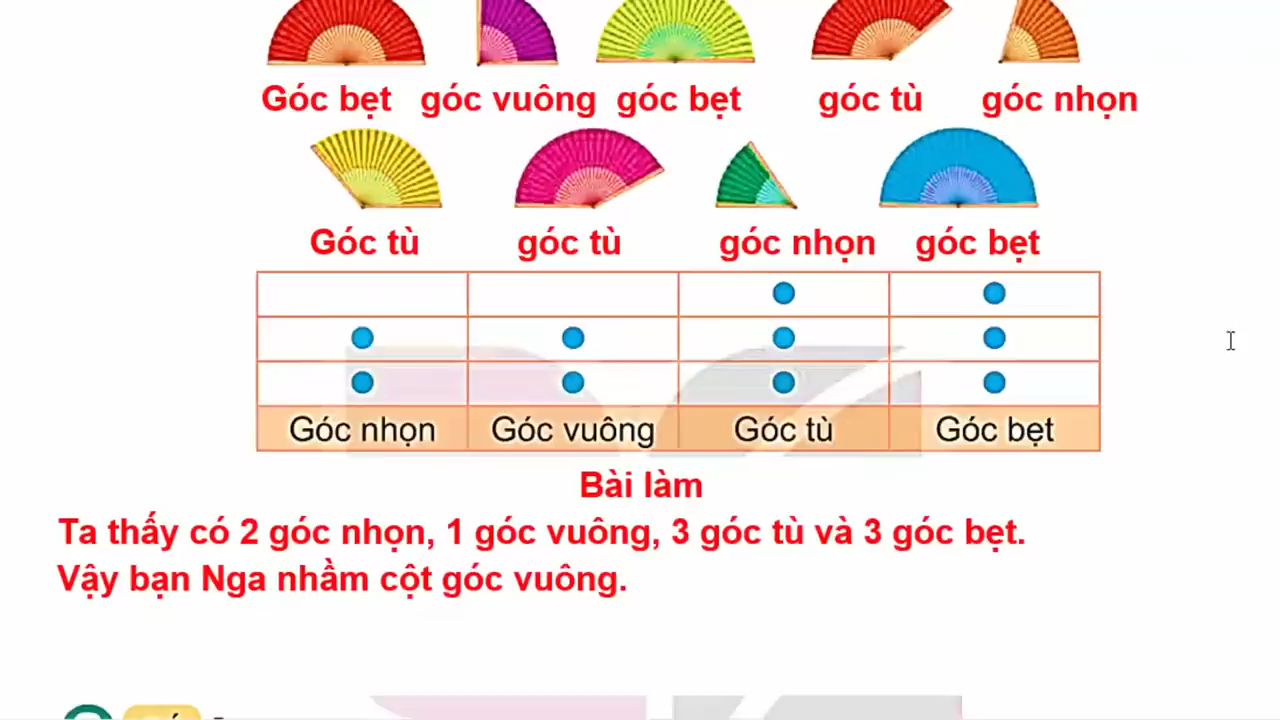 Góc bẹt góc vuông góc bẹt góc tù góc nhọn
Góc tù góc tù góc nhọn góc bẹt
Góc nhọn Góc vuông Góc tù Góc bẹt
Bài làm
Ta thấy có 2 góc nhọn, 1 góc vuông, 3 góc tù và 3 góc bẹt.
Vậy bạn Nga nhầm cột góc vuông.